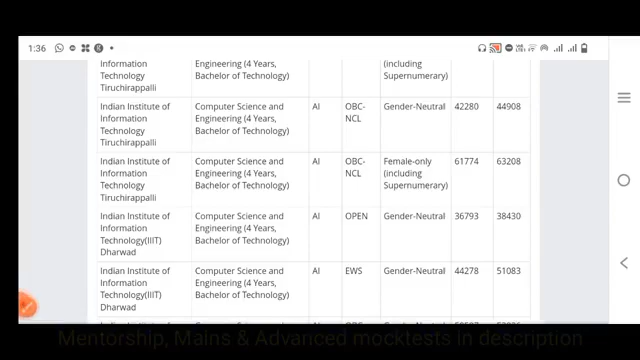 1:36
Information Engineering (4 Years, (including
Technology Bachelor of Technology) Supernumerary)
Tiruchirappalli
Indian Institute of Computer Science and AI OBC- Gender-Neutral 42280 44908
Information Engineering (4 Years, NCL
Technology Bachelor of Technology)
Tiruchirappalli
Indian Institute of Computer Science and AI OBC- Female-only 61774 63208
Information Engineering (4 Years, NCL (including
Technology Bachelor of Technology) Supernumerary)
Tiruchirappalli
Indian Institute of Computer Science and AI OPEN Gender-Neutral 36793 38430
Information Engineering (4 Years,
Technology(IIIT) Bachelor of Technology)
Dharwad
Indian Institute of Computer Science and AI EWS Gender-Neutral 44278 51083
Information Engineering (4 Years,
Technology(IIIT) Bachelor of Technology)
Dharwad
Mentorship, Mains & Advanced mocktests in description